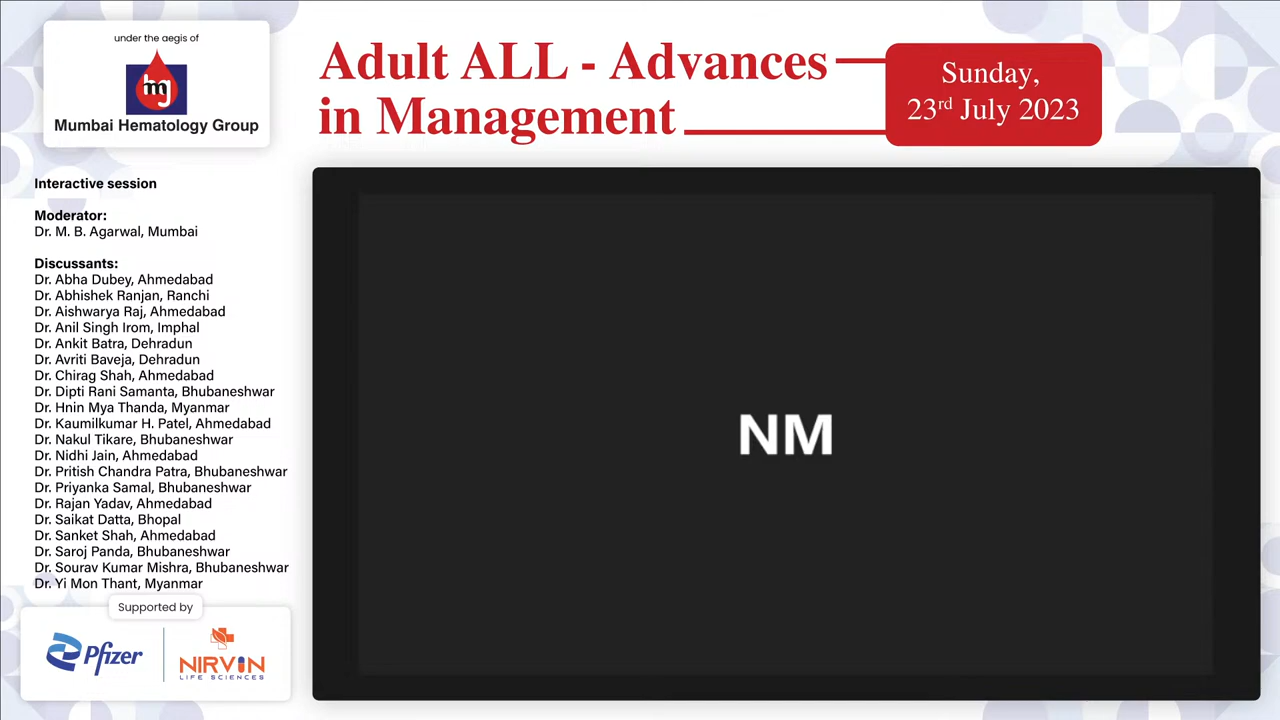 under the aegis of
mhg
Mumbai Hematology Group
Adult ALL - Advances
in Management
Sunday,
23rd July 2023
Interactive session
Moderator:
Dr. M. B. Agarwal, Mumbai
Discussants:
Dr. Abha Dubey, Ahmedabad
Dr. Abhishek Ranjan, Ranchi
Dr. Aishwarya Raj, Ahmedabad
Dr. Anil Singh Irom, Imphal
Dr. Ankit Batra, Dehradun
Dr. Avriti Baveja, Dehradun
Dr. Chirag Shah, Ahmedabad
Dr. Dipti Rani Samanta, Bhubaneshwar
Dr. Hnin Mya Thanda, Myanmar
Dr. Kaumilkumar H. Patel, Ahmedabad
Dr. Nakul Tikare, Bhubaneshwar
Dr. Nidhi Jain, Ahmedabad
Dr. Pritish Chandra Patra, Bhubaneshwar
Dr. Priyanka Samal, Bhubaneshwar
Dr. Rajan Yadav, Ahmedabad
Dr. Saikat Datta, Bhopal
Dr. Sanket Shah, Ahmedabad
Dr. Saroj Panda, Bhubaneshwar
Dr. Sourav Kumar Mishra, Bhubaneshwar
Dr. Yi Mon Thant, Myanmar
Supported by
Pfizer
NIRVIN
LIFE SCIENCES
NM